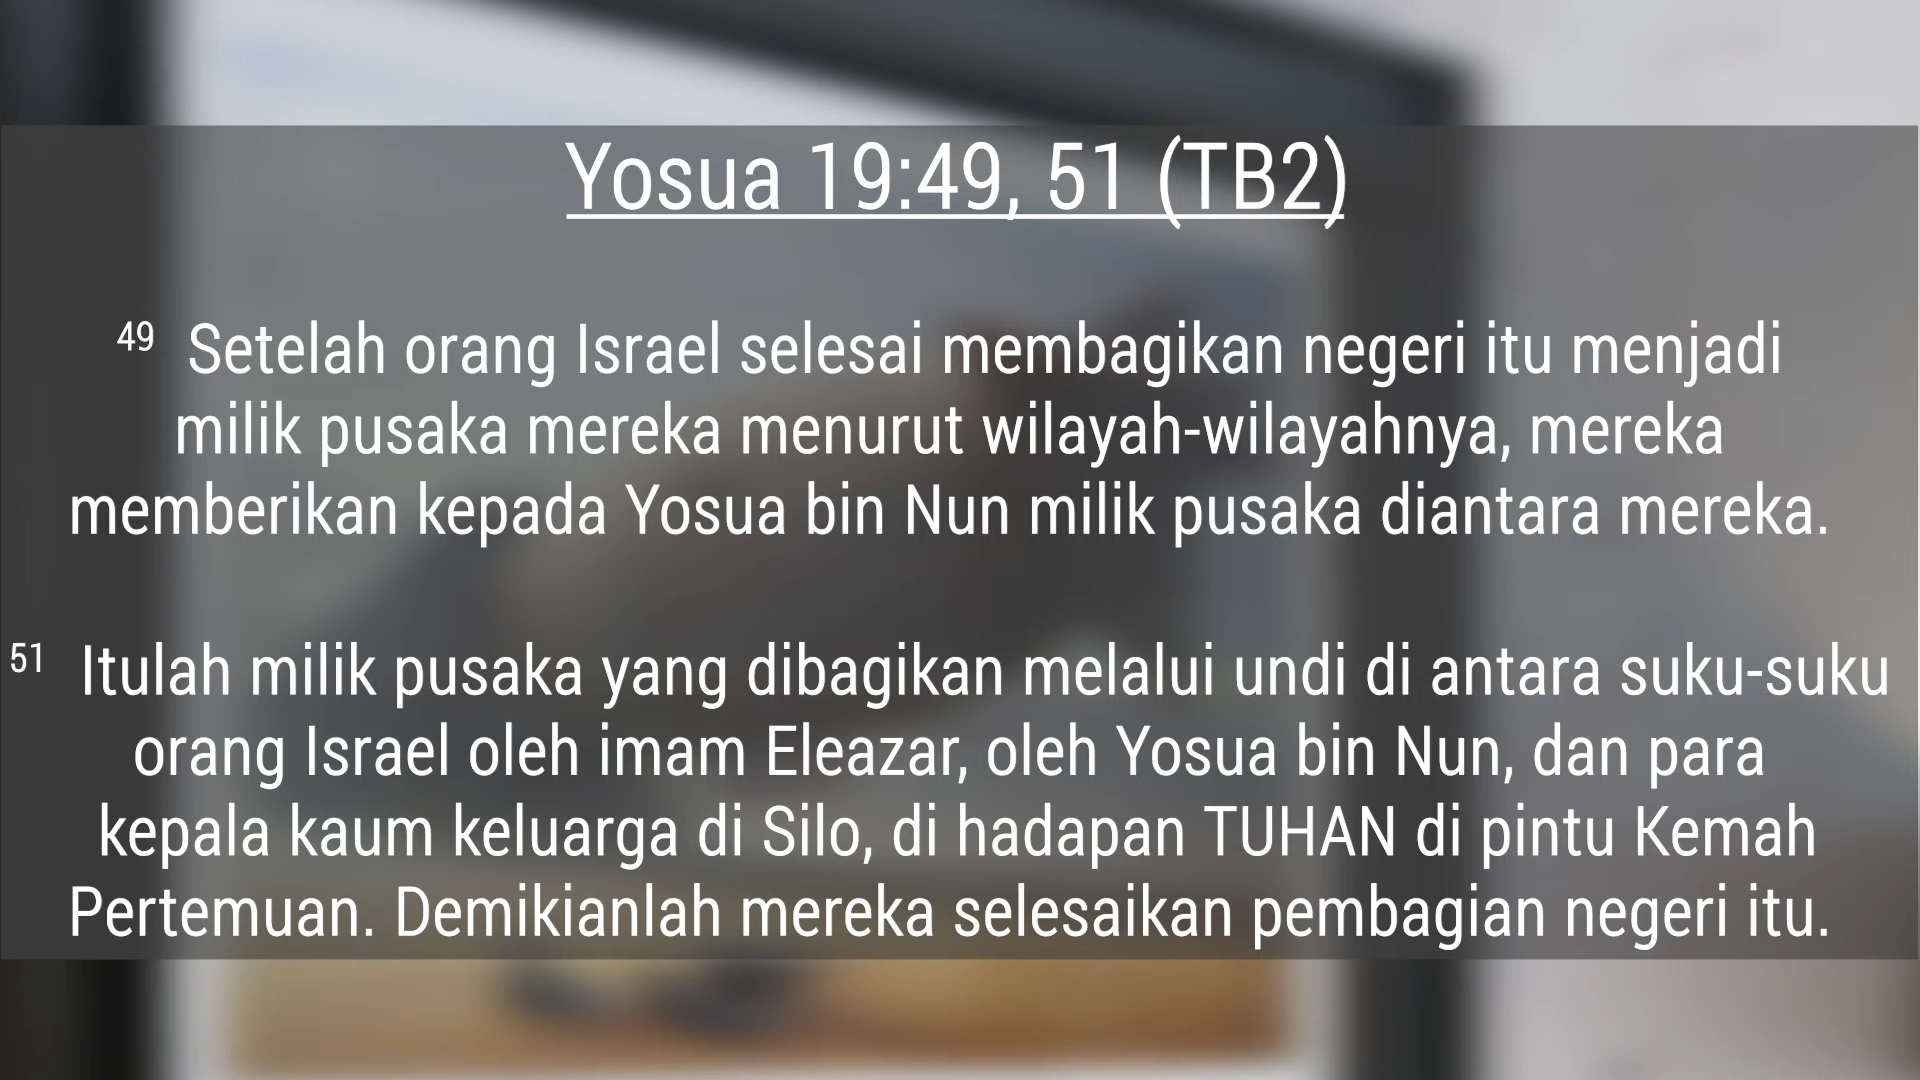 Yosua 19:49, 51 (TB2)
49 Setelah orang Israel selesai membagikan negeri itu menjadi
milik pusaka mereka menurut wilayah-wilayahnya, mereka
memberikan kepada Yosua bin Nun milik pusaka diantara mereka.
51 Itulah milik pusaka yang dibagikan melalui undi di antara suku-suku
orang Israel oleh imam Eleazar, oleh Yosua bin Nun, dan para
kepala kaum keluarga di Silo, di hadapan TUHAN di pintu Kemah
Pertemuan. Demikianlah mereka selesaikan pembagian negeri itu.